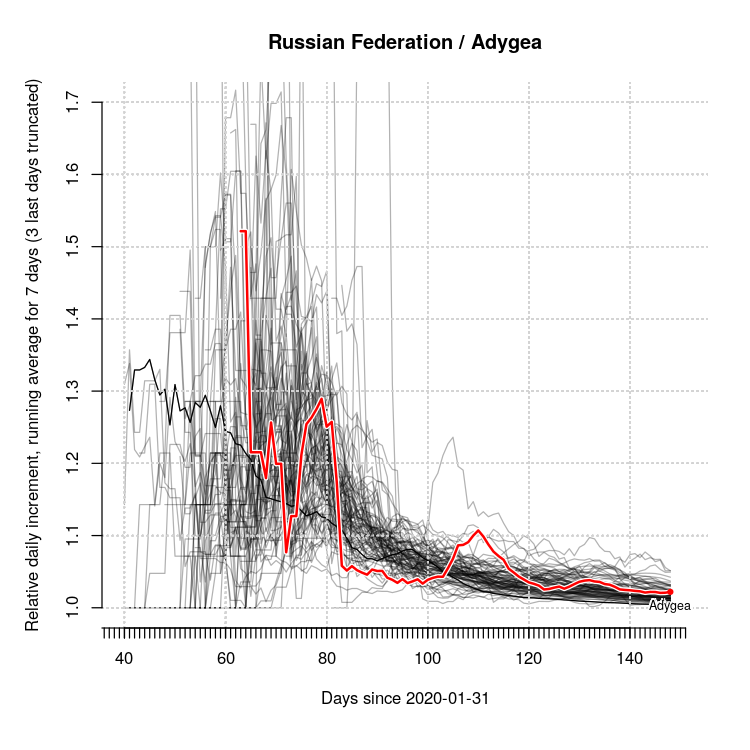 Russian Federation / Adygea
Relative daily increment, running average for 7 days (3 last days truncated)
1.7
1.6
1.5
1.4
1.3
1.2
1.1
1.0
Adygea
40 60 80 100 120 140
Days since 2020-01-31